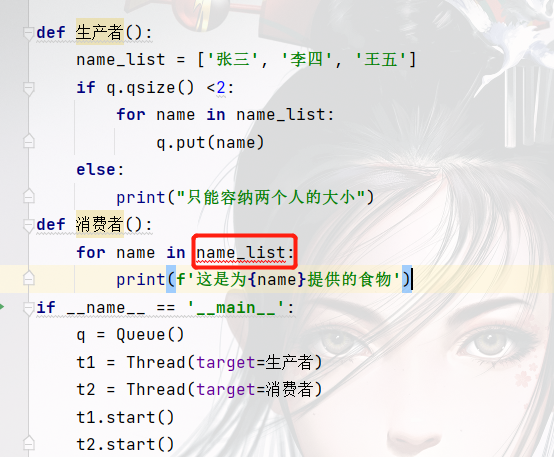 def 生产者():
    name_list = ['张三', '李四', '王五']
    if q.qsize() <2:
        for name in name_list:
            q.put(name)
    else:
        print("只能容纳两个人的大小")
def 消费者():
    for name in name_list:
        print(f'这是为{name}提供的食物')
if __name__ == '__main__':
    q = Queue()
    t1 = Thread(target=生产者)
    t2 = Thread(target=消费者)
    t1.start()
    t2.start()